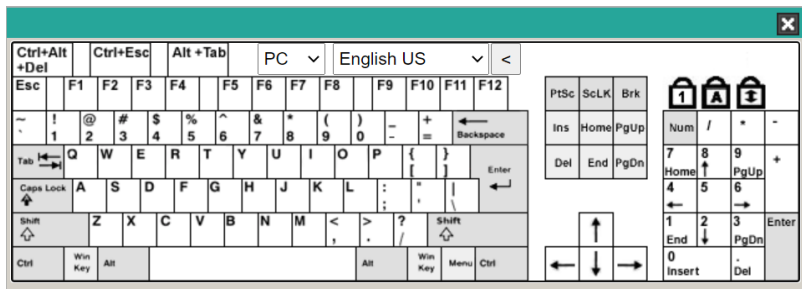 Ctrl+Alt
+Del
Ctrl+Esc
Alt +Tab
PC
English US
<
Esc F1 F2 F3 F4 F5 F6 F7 F8 F9 F10 F11 F12
~ ! @ # $ % ^ & * ( ) _ +
` 1 2 3 4 5 6 7 8 9 0 - = Backspace
Tab Q W E R T Y U I O P { }
[ ] Enter
Caps Lock A S D F G H J K L : " |
; ' \
Shift Z X C V B N M < > ? Shift
, . /
Ctrl Win Key Alt Alt Win Key Menu Ctrl
PtSc ScLK Brk
Ins Home PgUp
Del End PgDn
1 A
Num / * -
7 8 9 +
Home PgUp
4 5 6
1 2 3 Enter
End PgDn
0 .
Insert Del